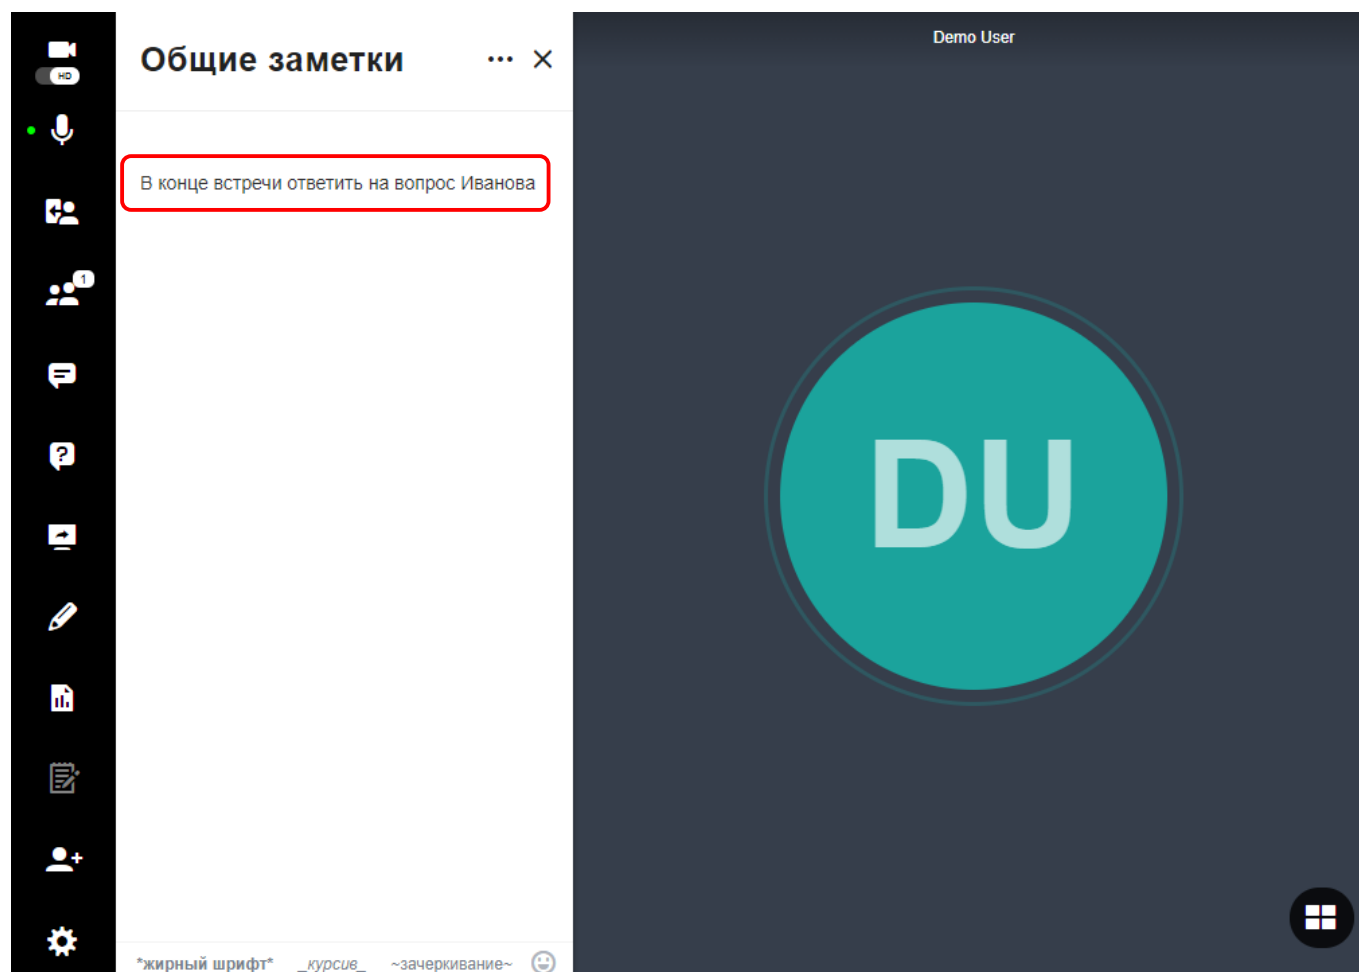 HD
Общие заметки
Demo User
В конце встречи ответить на вопрос Иванова
1
?
DU
*жирный шрифт* _курсив_ ~зачеркивание~